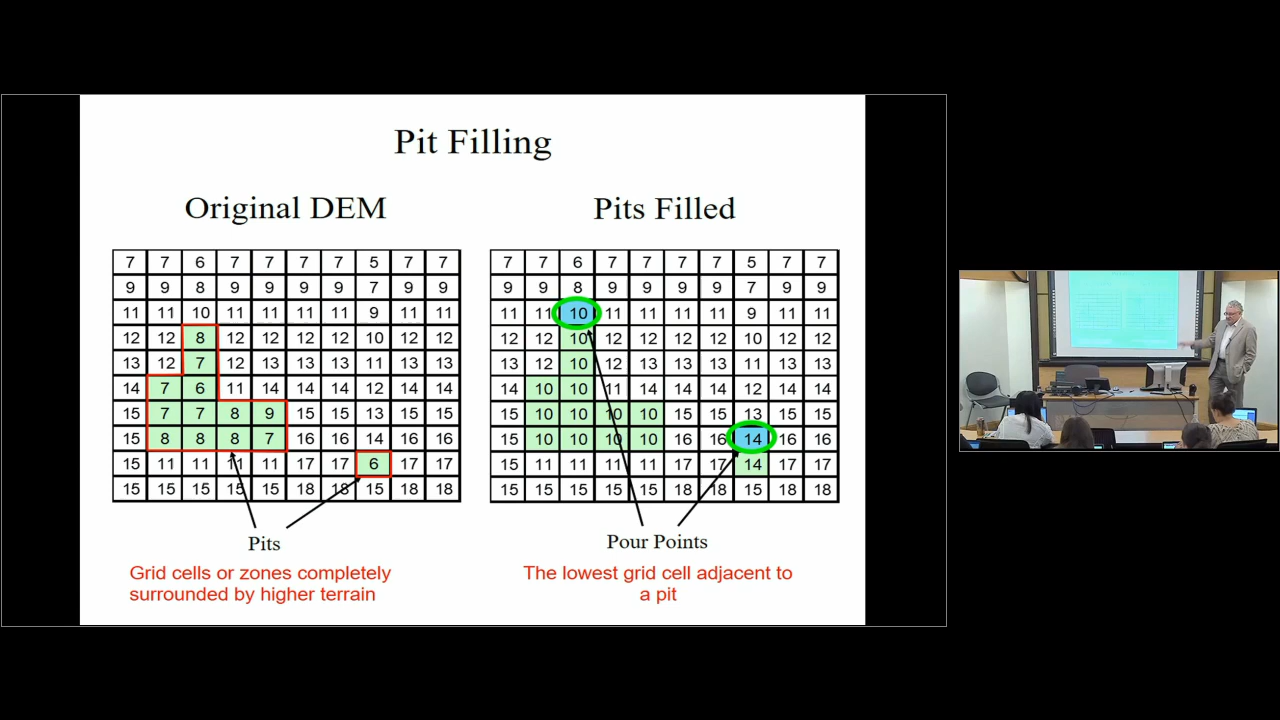 Pit Filling
Original DEM
7 7 6 7 7 7 7 5 7 7
9 9 8 9 9 9 9 7 9 9
11 11 10 11 11 11 11 9 11 11
12 12 8 12 12 12 12 10 12 12
13 12 7 12 13 13 13 11 13 13
14 7 6 11 14 14 14 12 14 14
15 7 7 8 9 15 15 13 15 15
15 8 8 8 7 16 16 14 16 16
15 11 11 11 11 17 17 6 17 17
15 15 15 15 15 18 18 15 18 18
Pits
Grid cells or zones completely
surrounded by higher terrain
Pits Filled
7 7 6 7 7 7 7 5 7 7
9 9 8 9 9 9 9 7 9 9
11 11 10 11 11 11 11 9 11 11
12 12 10 12 12 12 12 10 12 12
13 12 10 12 13 13 13 11 13 13
14 10 10 11 14 14 14 12 14 14
15 10 10 10 10 15 15 13 15 15
15 10 10 10 10 16 16 14 16 16
15 11 11 11 11 17 17 14 17 17
15 15 15 15 15 18 18 15 18 18
Pour Points
The lowest grid cell adjacent to
a pit